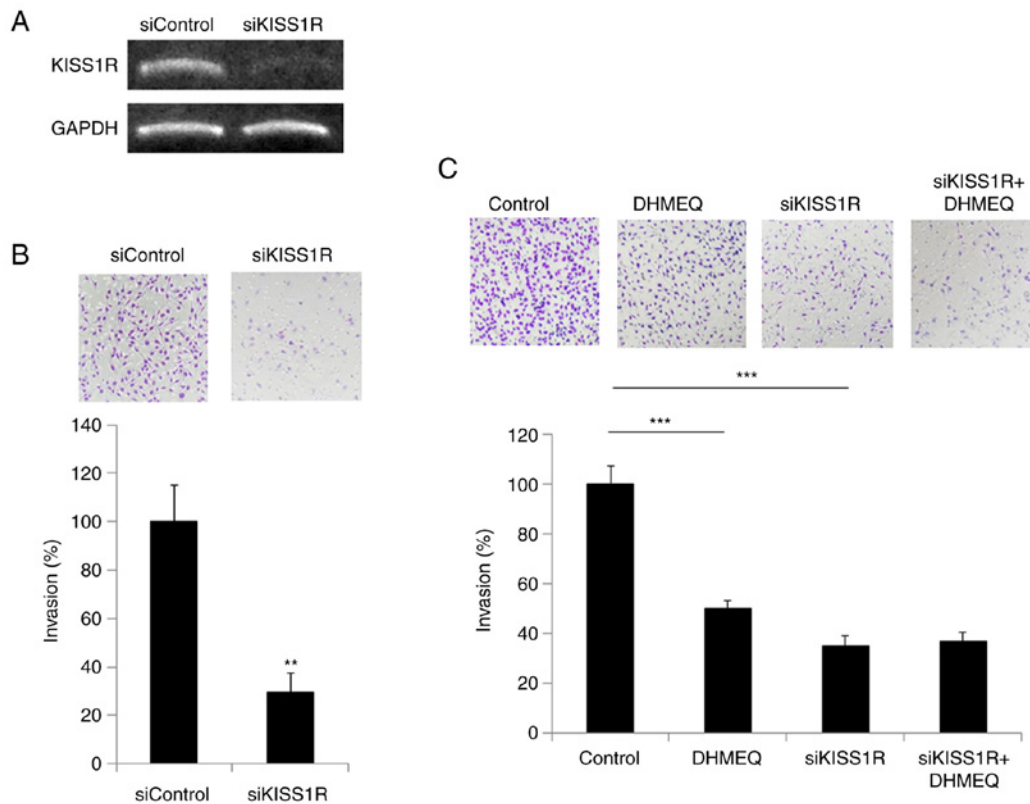 A
siControl siKISS1R
KISS1R
GAPDH
B
siControl siKISS1R
140
120
100
80
60
40
20
0
Invasion (%)
**
siControl siKISS1R
C
Control DHMEQ siKISS1R siKISS1R+
DHMEQ
***
***
120
100
80
60
40
20
0
Invasion (%)
Control DHMEQ siKISS1R siKISS1R+
DHMEQ